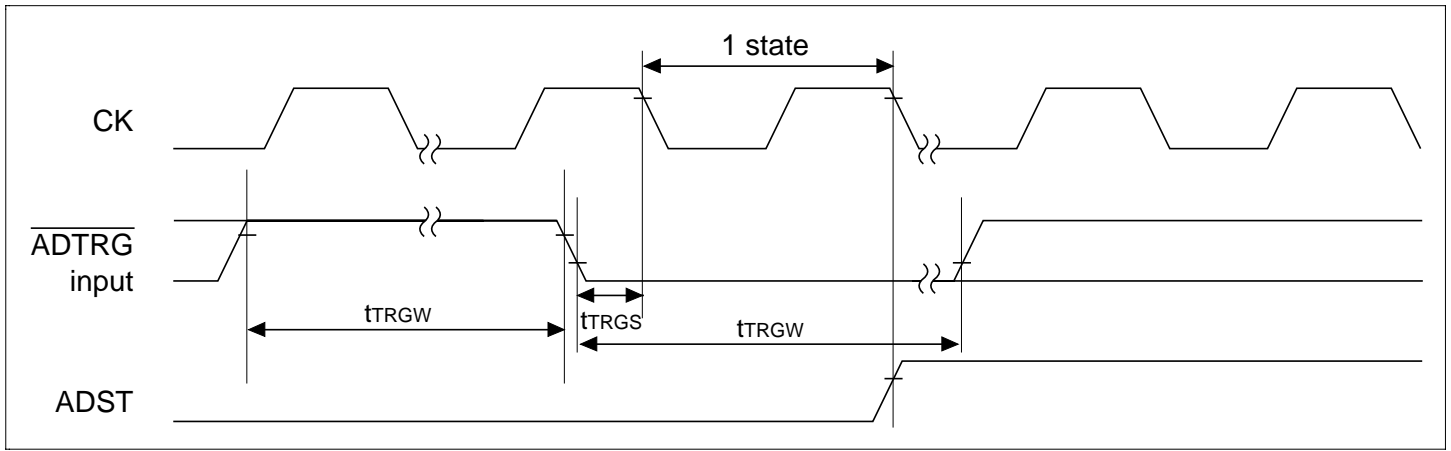 1 state
CK
ADTRG
input
tTRGW
tTRGS
tTRGW
ADST